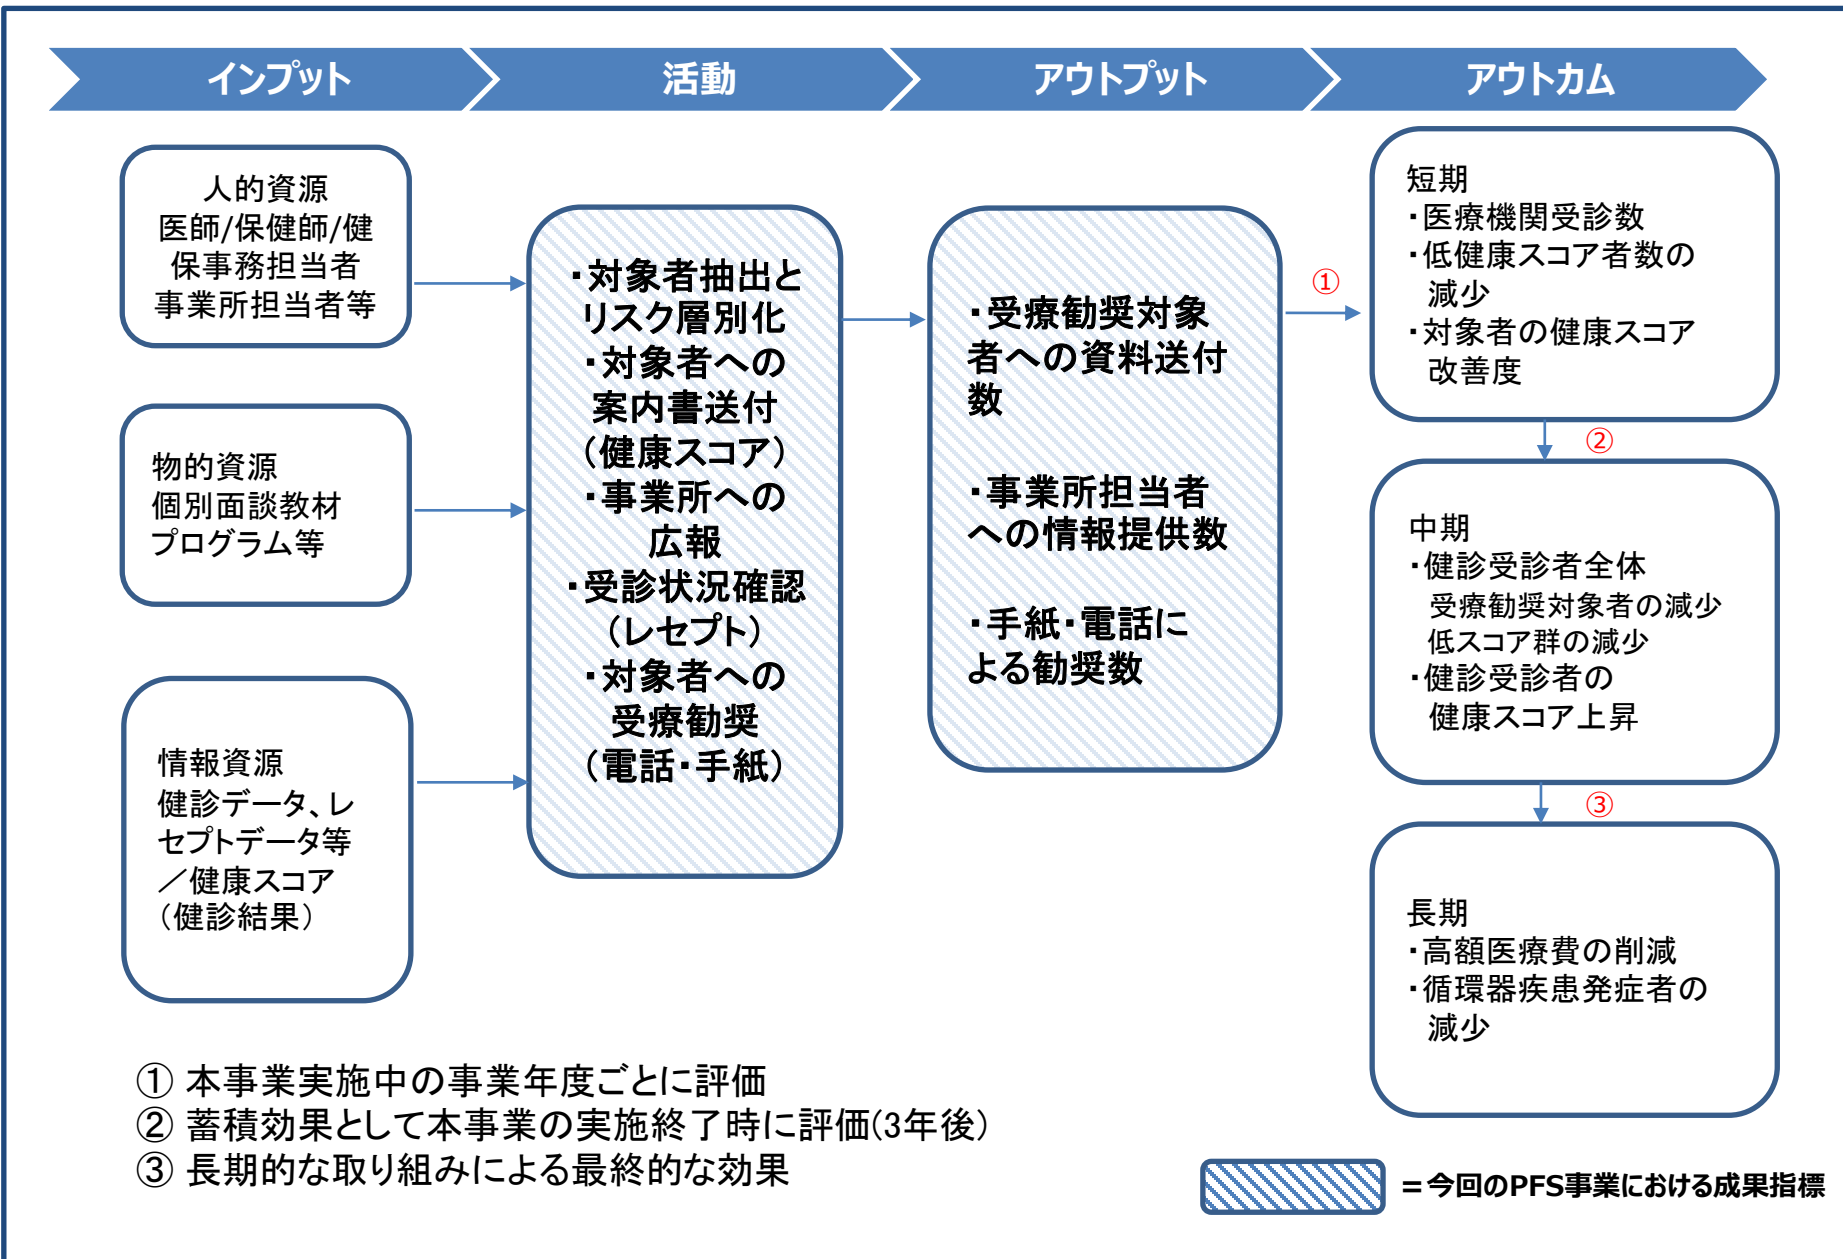 インプット
活動
アウトプット
アウトカム
人的資源
医師/保健師/健
保事務担当者
事業所担当者等
物的資源
個別面談教材
プログラム等
情報資源
健診データ、レ
セプトデータ等
／健康スコア
（健診結果）
・対象者抽出と
リスク層別化
・対象者への
案内書送付
（健康スコア）
・事業所への
広報
・受診状況確認
（レセプト）
・対象者への
受療勧奨
（電話・手紙）
・受療勧奨対象
者への資料送付
数
・事業所担当者
への情報提供数
・手紙・電話に
よる勧奨数
①
短期
・医療機関受診数
・低健康スコア者数の
減少
・対象者の健康スコア
改善度
②
中期
・健診受診者全体
受療勧奨対象者の減少
低スコア群の減少
・健診受診者の
健康スコア上昇
③
長期
・高額医療費の削減
・循環器疾患発症者の
減少
① 本事業実施中の事業年度ごとに評価
② 蓄積効果として本事業の実施終了時に評価(3年後）
③ 長期的な取り組みによる最終的な効果
＝今回のPFS事業における成果指標